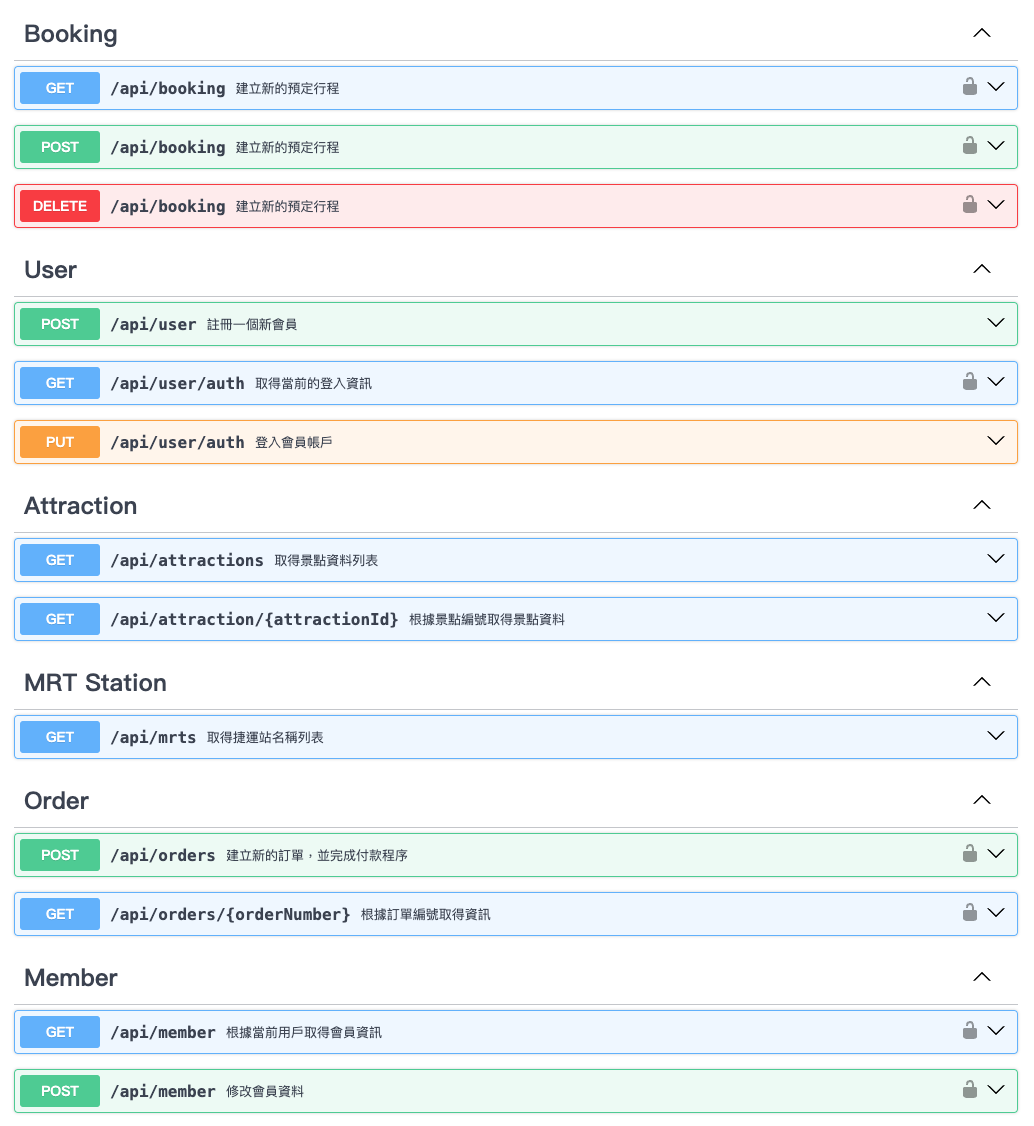 Booking
GET /api/booking 建立新的預定行程
POST /api/booking 建立新的預定行程
DELETE /api/booking 建立新的預定行程
User
POST /api/user 註冊一個新會員
GET /api/user/auth 取得當前的登入資訊
PUT /api/user/auth 登入會員帳戶
Attraction
GET /api/attractions 取得景點資料列表
GET /api/attraction/{attractionId} 根據景點編號取得景點資料
MRT Station
GET /api/mrts 取得捷運站名稱列表
Order
POST /api/orders 建立新的訂單，並完成付款程序
GET /api/orders/{orderNumber} 根據訂單編號取得資訊
Member
GET /api/member 根據當前用戶取得會員資訊
POST /api/member 修改會員資料